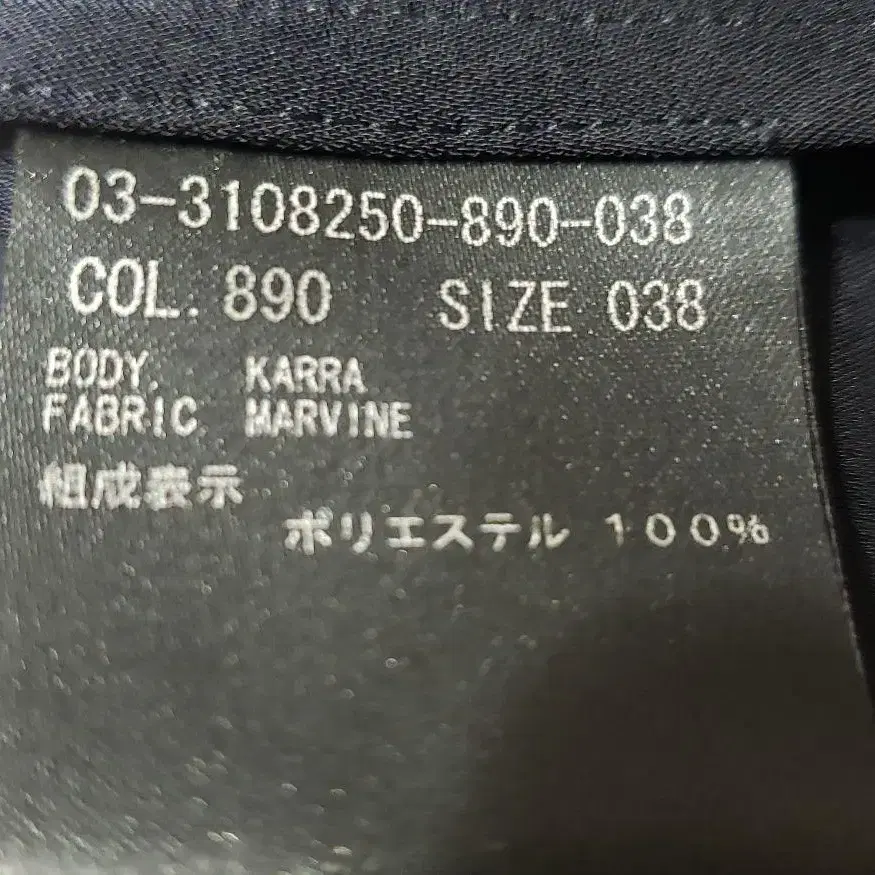 03-3108250-890-038
COL. 890 SIZE 038
BODY. KARRA
FABRIC MARVINE
組成表示
ポリエステル 100%